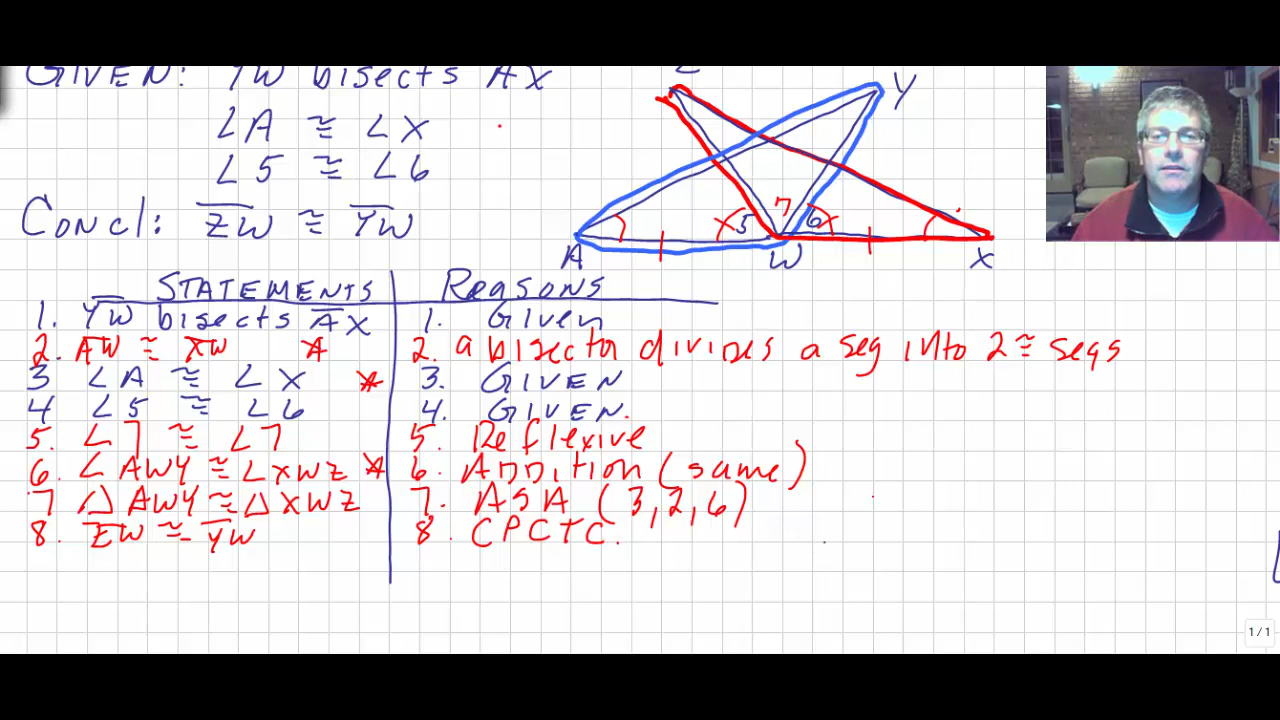 GIVEN: YW bisects AX
∠A ≅ ∠X
∠5 ≅ ∠6
Concl: ZW ≅ YW
Z
Y
5 7 6
A W X
STATEMENTS Reasons
1. YW bisects AX 1. Given
2. AW ≅ XW * 2. a bisector divides a seg into 2 ≅ segs
3 ∠A ≅ ∠X * 3. GIVEN
4 ∠5 ≅ ∠6 4. GIVEN.
5. ∠7 ≅ ∠7 5. Reflexive
6. ∠AWY ≅ ∠XWZ * 6. ADDITION (same)
7 △AWY ≅ △XWZ 7. ASA (3,2,6)
8. ZW ≅ YW 8. CPCTC.
1/1